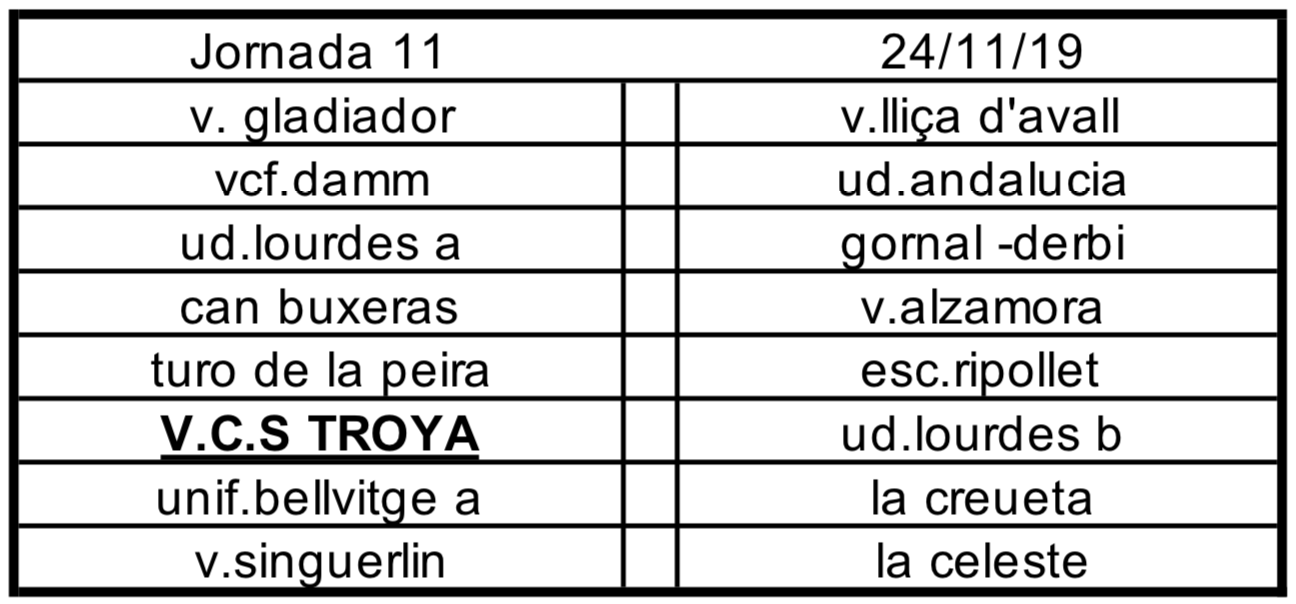 Jornada 11 24/11/19
v. gladiador v.lliça d'avall
vcf.damm ud.andalucia
ud.lourdes a gornal -derbi
can buxeras v.alzamora
turo de la peira esc.ripollet
V.C.S TROYA ud.lourdes b
unif.bellvitge a la creueta
v.singuerlin la celeste